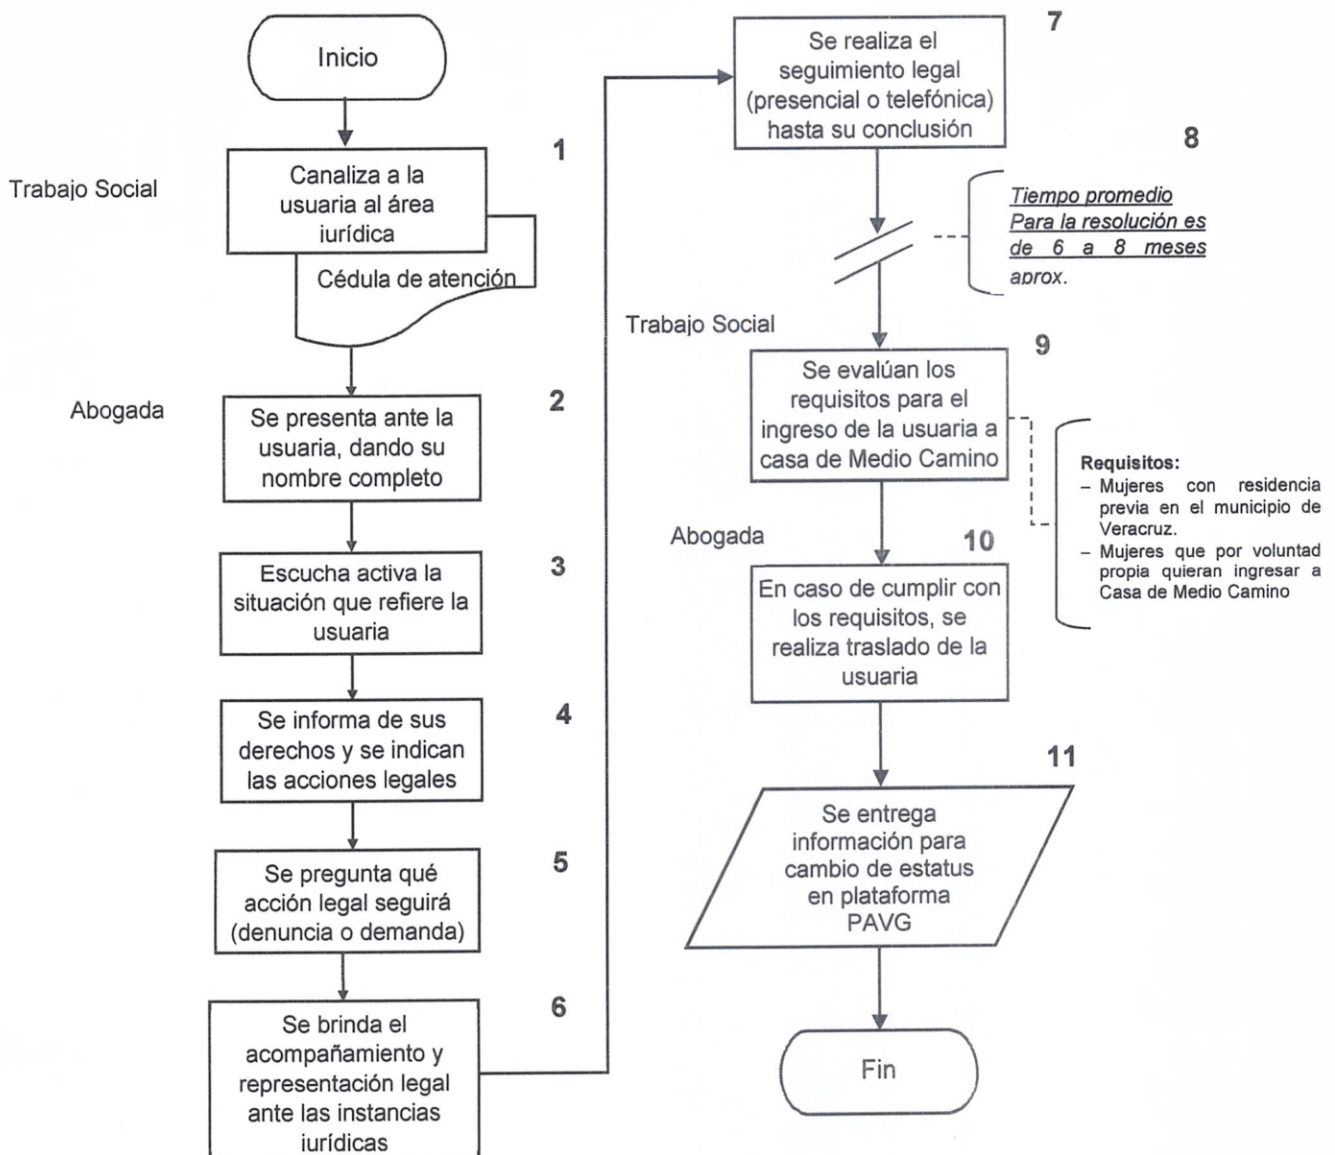 Inicio
1
Trabajo Social
Canaliza a la
usuaria al área
jurídica
Cédula de atención
Abogada
2
Se presenta ante la
usuaria, dando su
nombre completo
3
Escucha activa la
situación que refiere la
usuaria
4
Se informa de sus
derechos y se indican
las acciones legales
5
Se pregunta qué
acción legal seguirá
(denuncia o demanda)
6
Se brinda el
acompañamiento y
representación legal
ante las instancias
jurídicas
7
Se realiza el
seguimiento legal
(presencial o telefónica)
hasta su conclusión
8
Tiempo promedio
Para la resolución es
de 6 a 8 meses
aprox.
Trabajo Social
9
Se evalúan los
requisitos para el
ingreso de la usuaria a
casa de Medio Camino
Requisitos:
– Mujeres con residencia
previa en el municipio de
Veracruz.
– Mujeres que por voluntad
propia quieran ingresar a
Casa de Medio Camino
Abogada
10
En caso de cumplir con
los requisitos, se
realiza traslado de la
usuaria
11
Se entrega
información para
cambio de estatus
en plataforma
PAVG
Fin